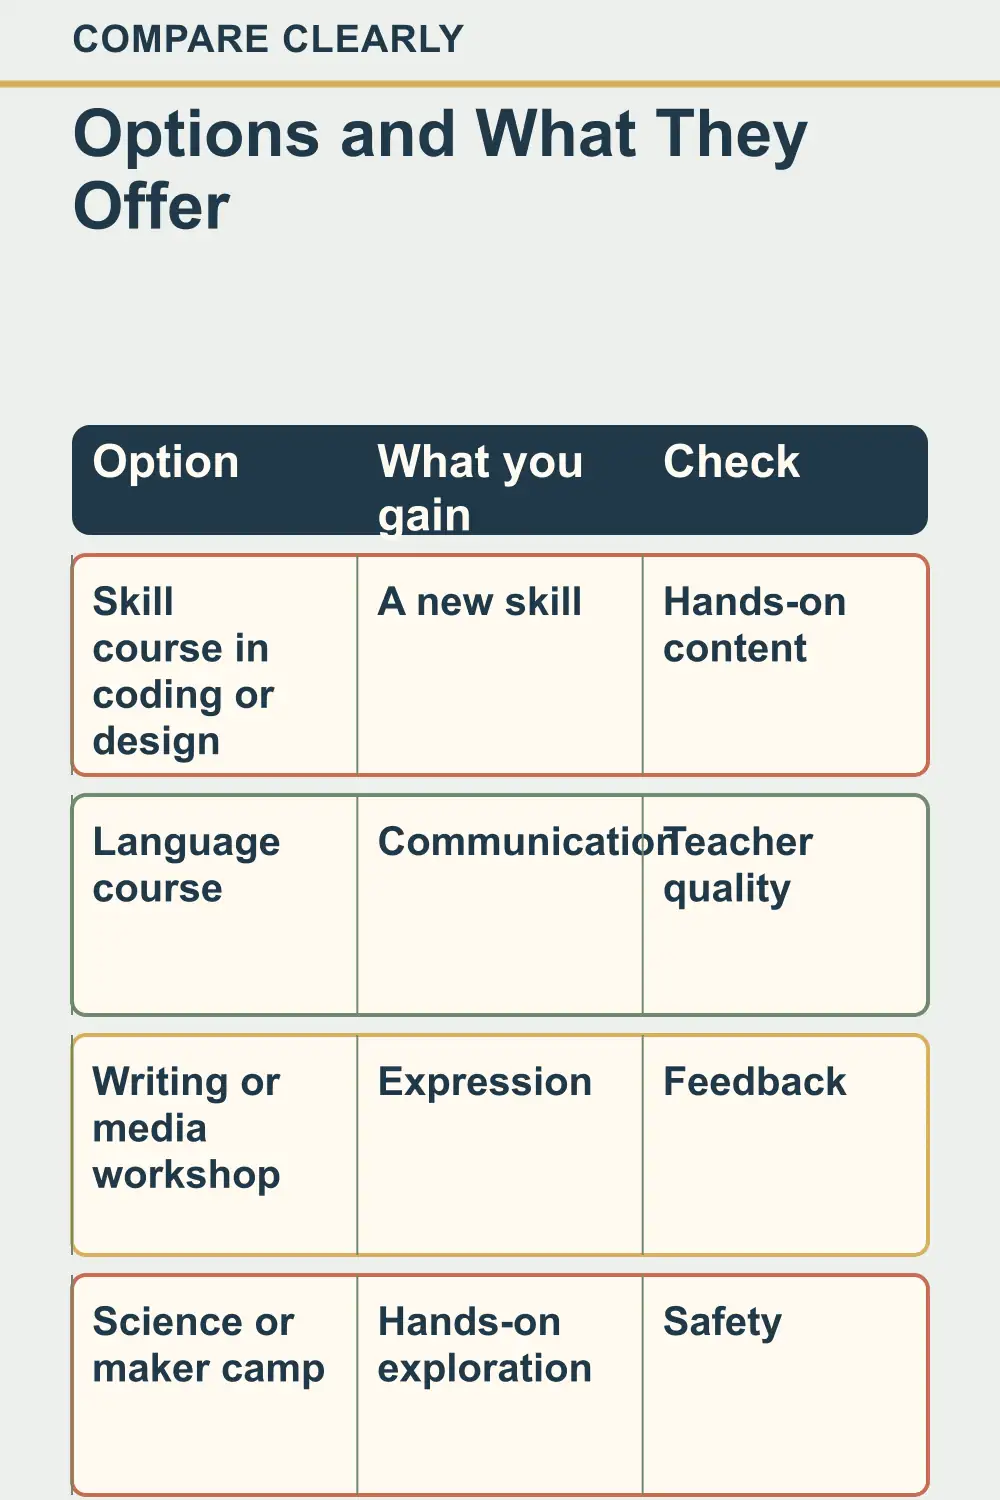 COMPARE CLEARLY
Options and What They
Offer
Option
What you
gain
Check
Skill
course in
coding or
design
A new skill
Hands-on
content
Language
course
Communication
Teacher
quality
Writing or
media
workshop
Expression
Feedback
Science or
maker camp
Hands-on
exploration
Safety